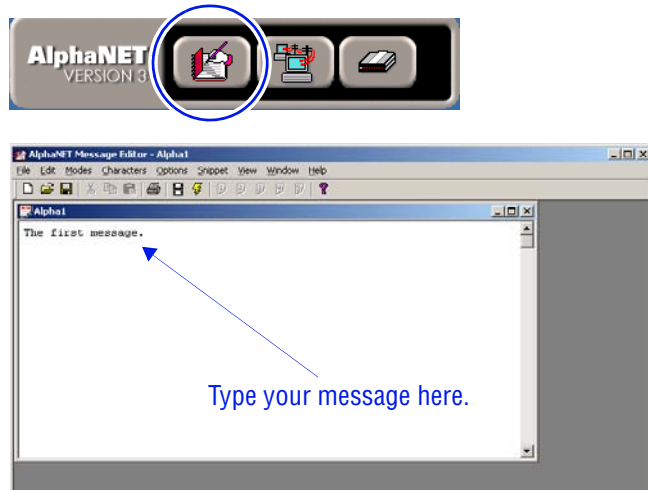 AlphaNET
VERSION 3
AlphaNET Message Editor - Alpha1
File Edit Modes Characters Options Snippet View Window Help
Alpha1
The first message.
Type your message here.